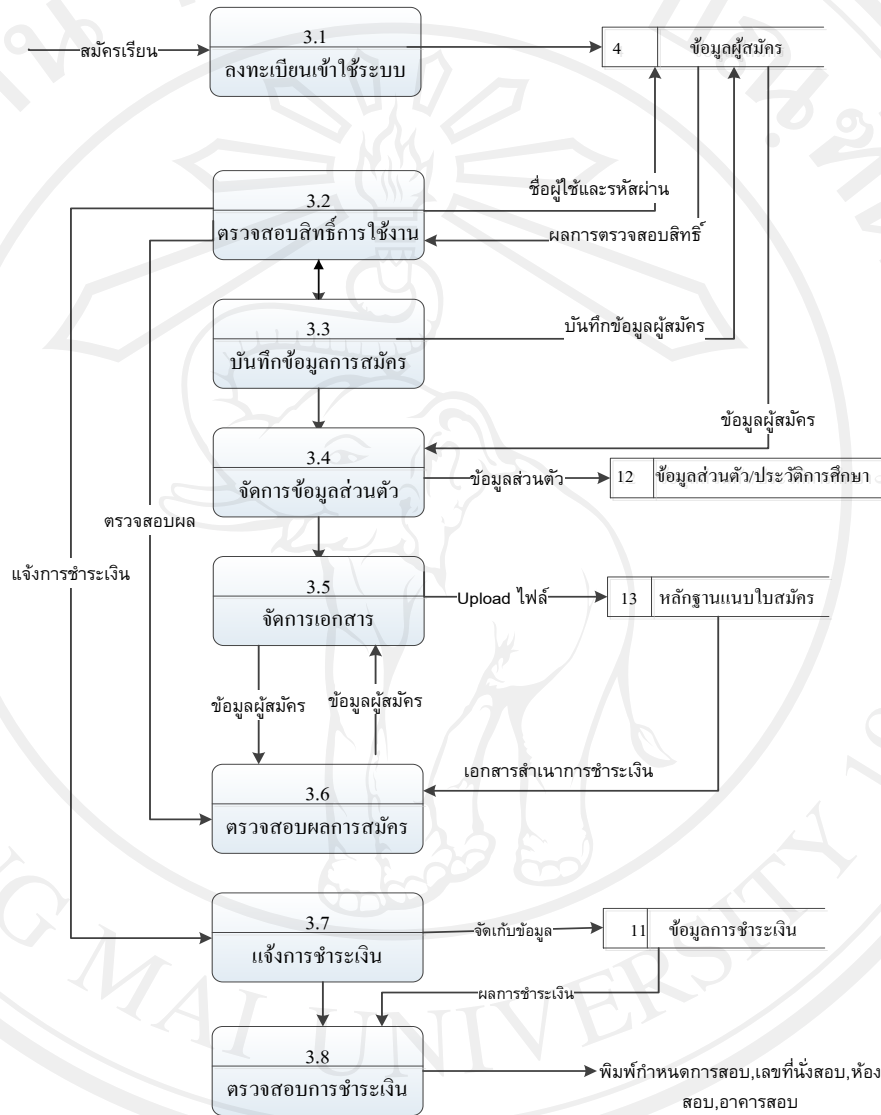 สมัครเรียน
3.1
ลงทะเบียนเข้าใช้ระบบ
4 ข้อมูลผู้สมัคร
ชื่อผู้ใช้และรหัสผ่าน
3.2
ตรวจสอบสิทธิ์การใช้งาน
ผลการตรวจสอบสิทธิ์
3.3
บันทึกข้อมูลการสมัคร
บันทึกข้อมูลผู้สมัคร
ข้อมูลผู้สมัคร
3.4
จัดการข้อมูลส่วนตัว
ข้อมูลส่วนตัว
12 ข้อมูลส่วนตัว/ประวัติการศึกษา
ตรวจสอบผล
แจ้งการชำระเงิน
3.5
จัดการเอกสาร
Upload ไฟล์
13 หลักฐานแนบใบสมัคร
ข้อมูลผู้สมัคร
ข้อมูลผู้สมัคร
เอกสารสำเนาการชำระเงิน
3.6
ตรวจสอบผลการสมัคร
3.7
แจ้งการชำระเงิน
จัดเก็บข้อมูล
11 ข้อมูลการชำระเงิน
ผลการชำระเงิน
3.8
ตรวจสอบการชำระเงิน
พิมพ์กำหนดการสอบ,เลขที่นั่งสอบ,ห้อง
สอบ,อาคารสอบ
NG MAI UNIVERSITY